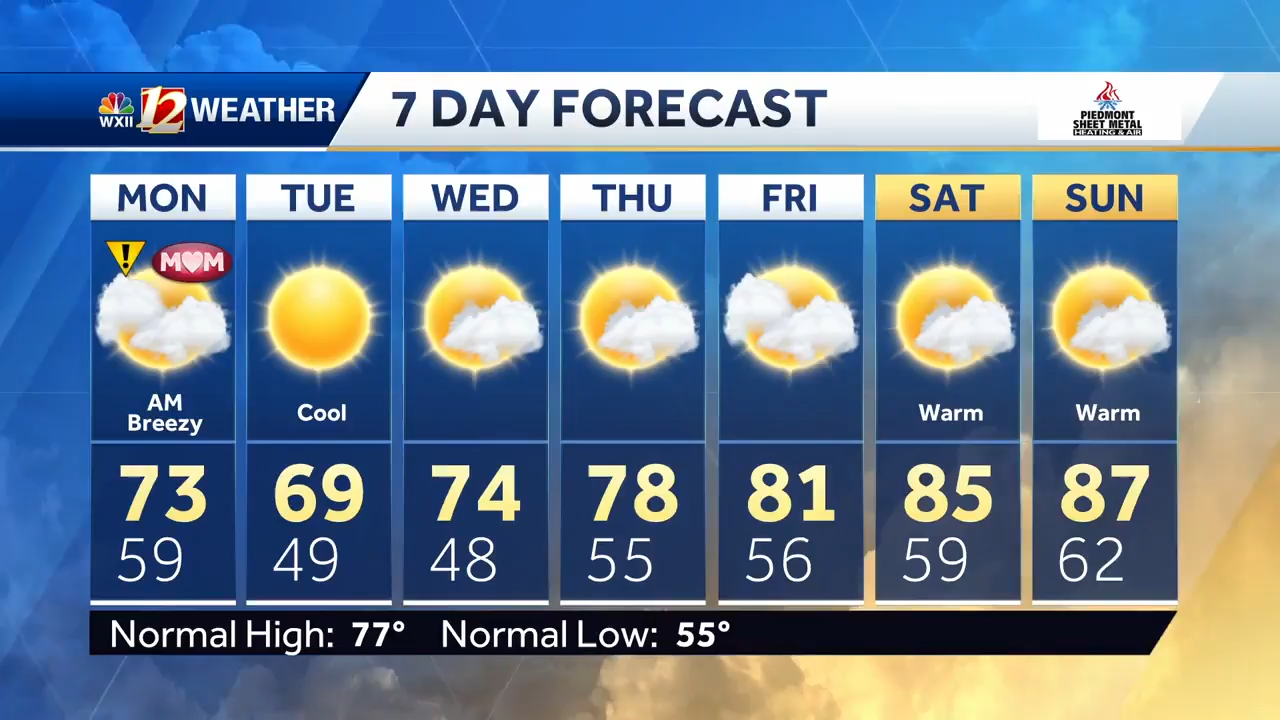 WXII 12 WEATHER
7 DAY FORECAST
PIEDMONT
SHEET METAL
HEATING & AIR
MON TUE WED THU FRI SAT SUN
! M♥M
AM
Breezy
Cool
Warm
Warm
73 69 74 78 81 85 87
59 49 48 55 56 59 62
Normal High: 77° Normal Low: 55°